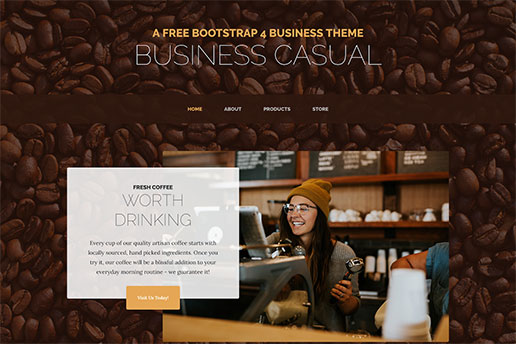 A FREE BOOTSTRAP 4 BUSINESS THEME
BUSINESS CASUAL
HOME ABOUT PRODUCTS STORE
FRESH COFFEE
WORTH
DRINKING
Every cup of our quality artisan coffee starts with
locally sourced, hand picked ingredients. Once you
try it, our coffee will be a blissful addition to your
everyday morning routine - we guarantee it!
Visit Us Today!